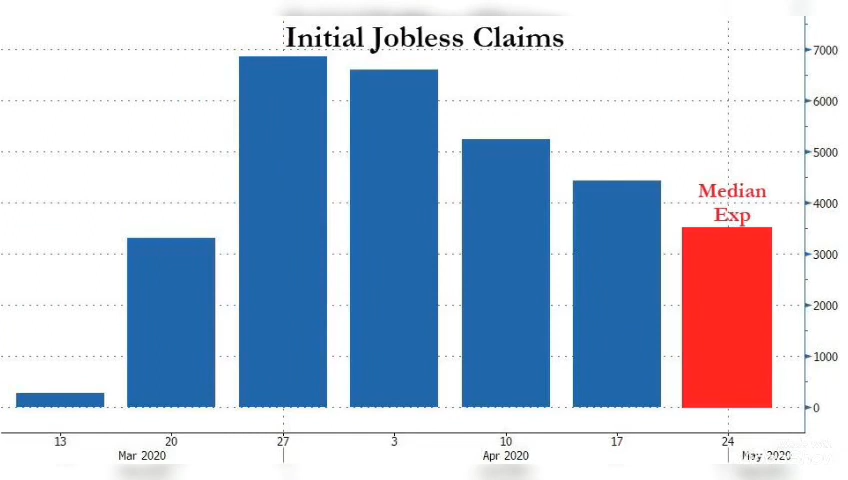 Initial Jobless Claims
7000
6000
5000
Median
Exp
4000
3000
2000
1000
0
13 20 27 3 10 17 24
Mar 2020 Apr 2020 May 2020